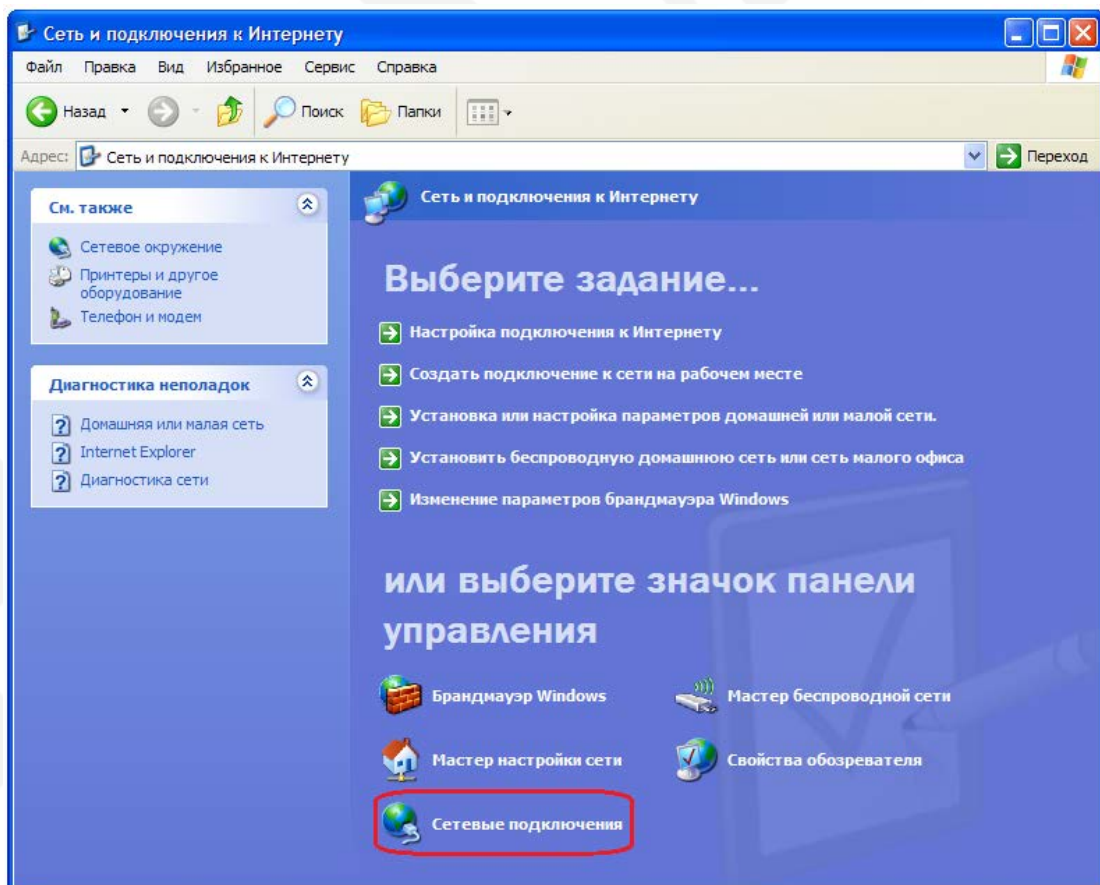 Сеть и подключения к Интернету
Файл Правка Вид Избранное Сервис Справка
Назад Поиск Папки
Адрес: Сеть и подключения к Интернету Переход
См. также
Сетевое окружение
Принтеры и другое
оборудование
Телефон и модем
Диагностика неполадок
Домашняя или малая сеть
Internet Explorer
Диагностика сети
Сеть и подключения к Интернету
Выберите задание...
Настройка подключения к Интернету
Создать подключение к сети на рабочем месте
Установка или настройка параметров домашней или малой сети.
Установить беспроводную домашнюю сеть или сеть малого офиса
Изменение параметров брандмауэра Windows
или выберите значок панели
управления
Брандмауэр Windows Мастер беспроводной сети
Мастер настройки сети Свойства обозревателя
Сетевые подключения